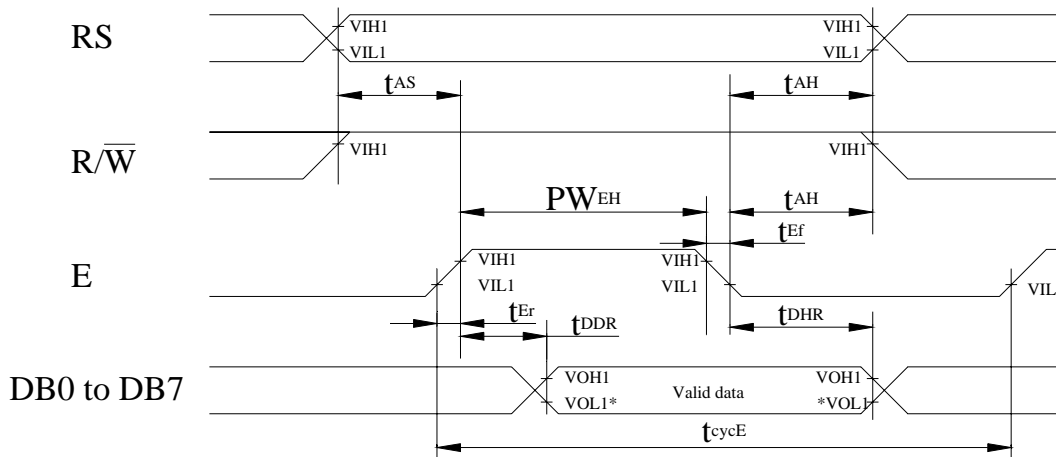 RS
VIH1 VIH1
VIL1 VIL1
tAS tAH
R/W̅
VIH1 VIH1
PWEH tAH
tEf
E
VIH1 VIH1
VIL1 VIL1 VIL
tEr tDHR
tDDR
DB0 to DB7
VOH1 VOH1
Valid data
VOL1* *VOL1
tcycE